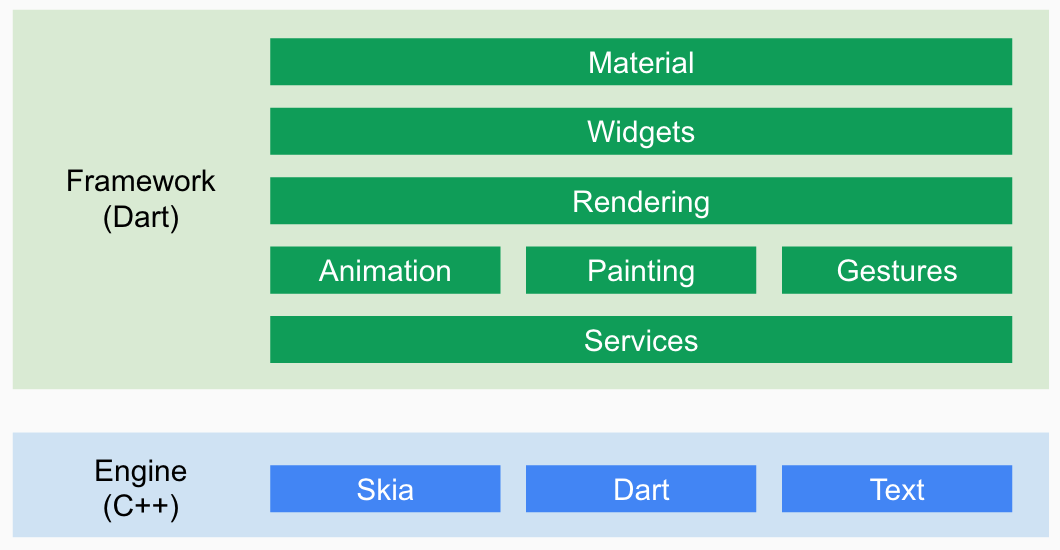 Material
Widgets
Framework
(Dart)
Rendering
Animation
Painting
Gestures
Services
Engine
(C++)
Skia
Dart
Text